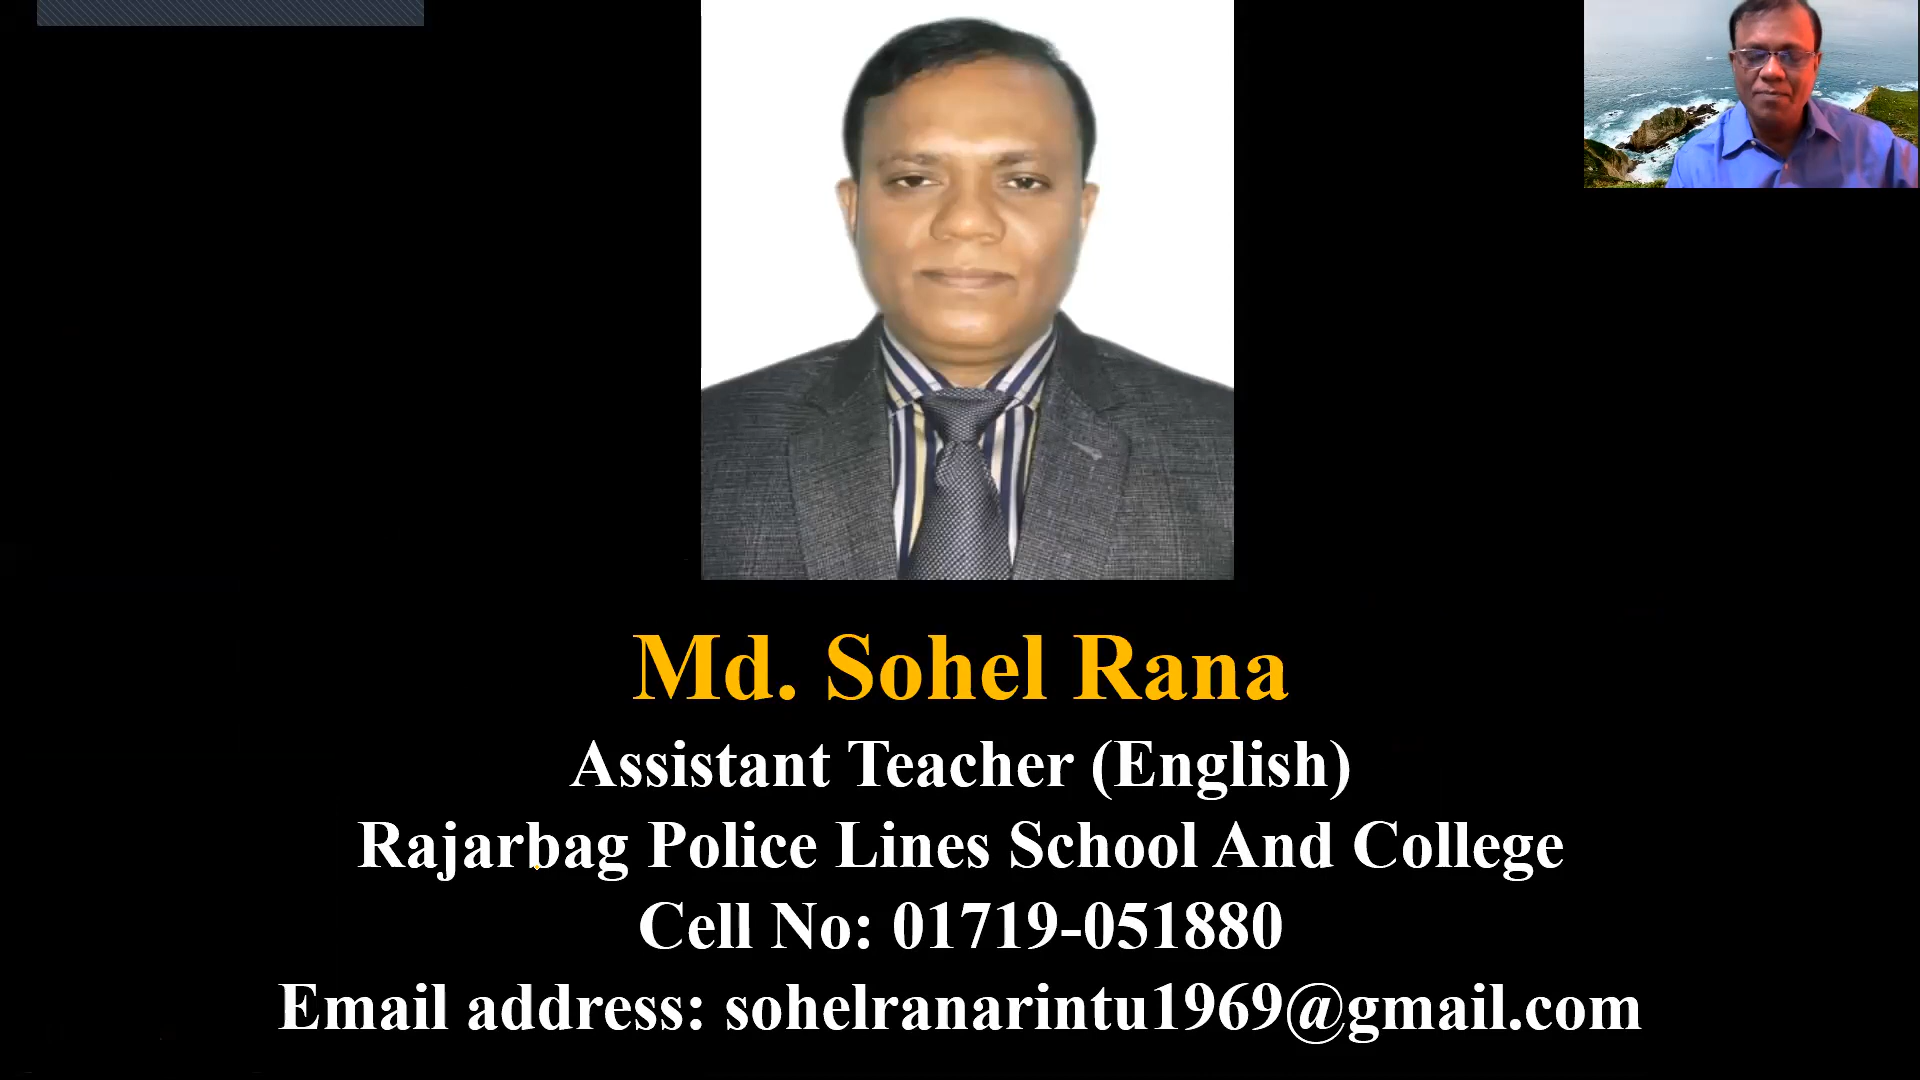 Md. Sohel Rana
Assistant Teacher (English)
Rajarbag Police Lines School And College
Cell No: 01719-051880
Email address: sohelranarintu1969@gmail.com